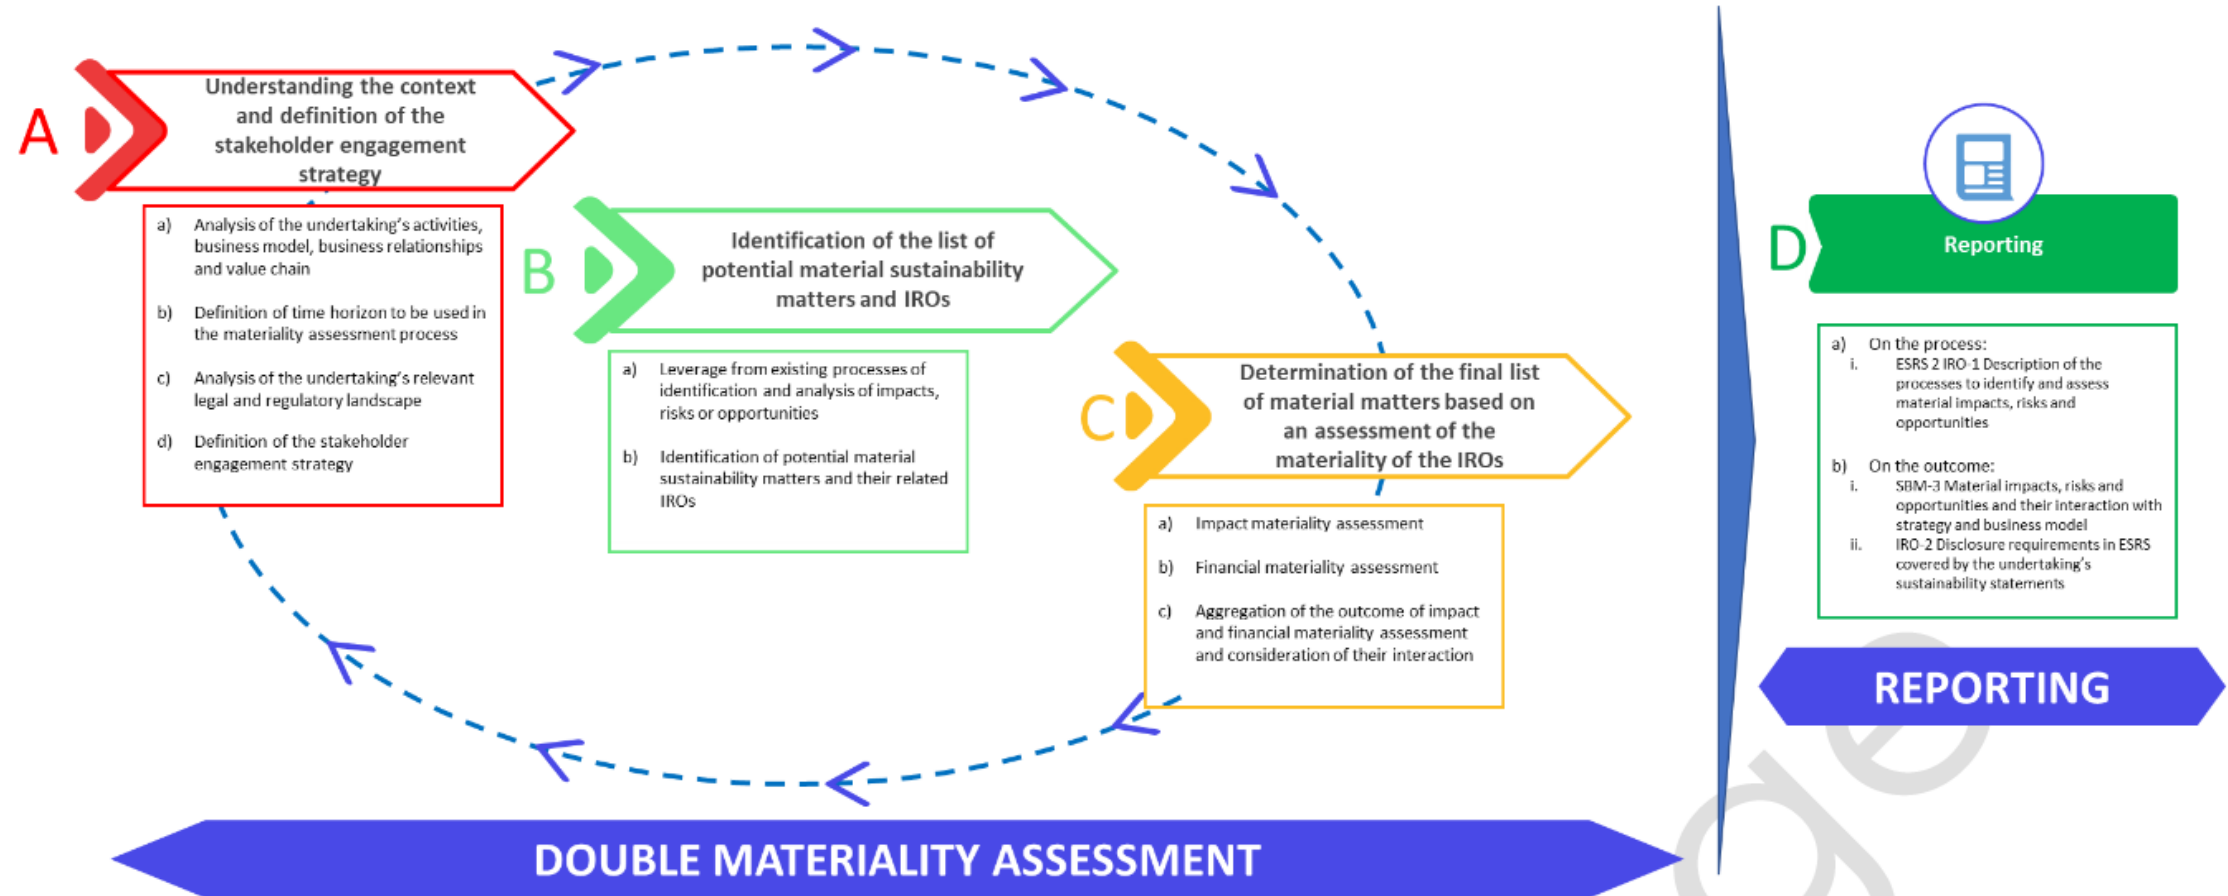 A
Understanding the context
and definition of the
stakeholder engagement
strategy
a) Analysis of the undertaking's activities,
business model, business relationships
and value chain
b) Definition of time horizon to be used in
the materiality assessment process
c) Analysis of the undertaking's relevant
legal and regulatory landscape
d) Definition of the stakeholder
engagement strategy
B
Identification of the list of
potential material sustainability
matters and IROs
a) Leverage from existing processes of
identification and analysis of impacts,
risks or opportunities
b) Identification of potential material
sustainability matters and their related
IROs
C
Determination of the final list
of material matters based on
an assessment of the
materiality of the IROs
a) Impact materiality assessment
b) Financial materiality assessment
c) Aggregation of the outcome of impact
and financial materiality assessment
and consideration of their interaction
DOUBLE MATERIALITY ASSESSMENT
D
Reporting
a) On the process:
i. ESRS 2 IRO-1 Description of the
processes to identify and assess
material impacts, risks and
opportunities
b) On the outcome:
i. SBM-3 Material impacts, risks and
opportunities and their interaction with
strategy and business model
ii. IRO-2 Disclosure requirements in ESRS
covered by the undertaking's
sustainability statements
REPORTING
ge